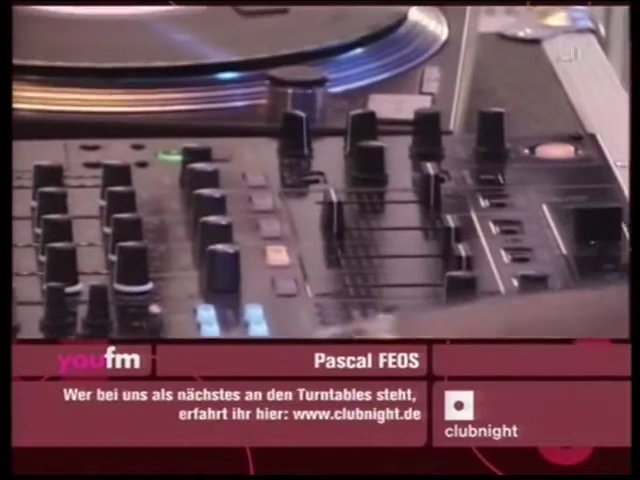 youfm
Pascal FEOS
Wer bei uns als nächstes an den Turntables steht,
erfahrt ihr hier: www.clubnight.de
clubnight